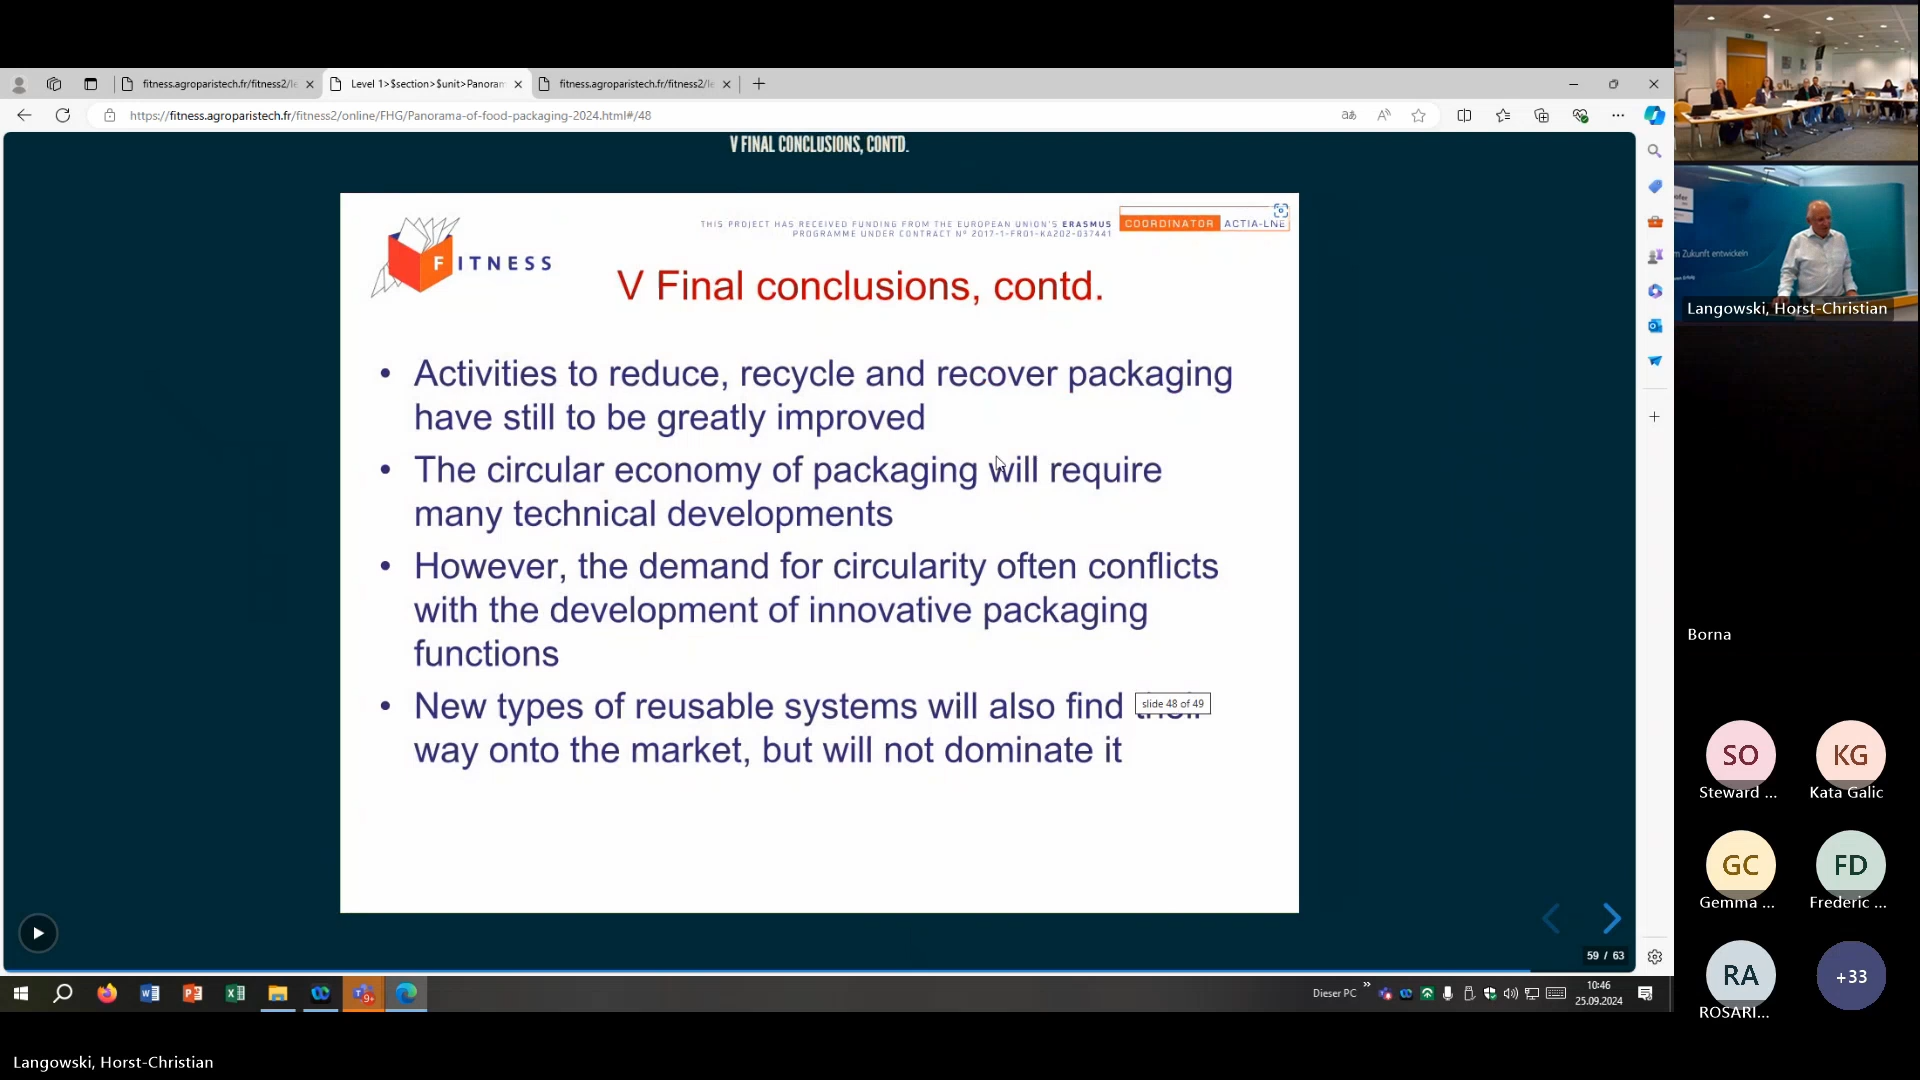 fitness.agroparistech.fr/fitness2/le
Level 1>$section>$unit>Panoram
fitness.agroparistech.fr/fitness2/le
https://fitness.agroparistech.fr/fitness2/online/FHG/Panorama-of-food-packaging-2024.html#/48
V FINAL CONCLUSIONS, CONTD.
THIS PROJECT HAS RECEIVED FUNDING FROM THE EUROPEAN UNION'S ERASMUS
PROGRAMME UNDER CONTRACT Nº 2017-1-FR01-KA202-037441
COORDINATOR ACTIA-LNE
FITNESS
V Final conclusions, contd.
• Activities to reduce, recycle and recover packaging
have still to be greatly improved
• The circular economy of packaging will require
many technical developments
• However, the demand for circularity often conflicts
with the development of innovative packaging
functions
• New types of reusable systems will also find
slide 48 of 49
way onto the market, but will not dominate it
59 / 63
Dieser PC
10:46
25.09.2024
9+
Zukunft entwickeln
Langowski, Horst-Christian
Borna
SO
Steward ...
KG
Kata Galic
GC
Gemma ...
FD
Frederic ...
RA
ROSARI...
+33
Langowski, Horst-Christian